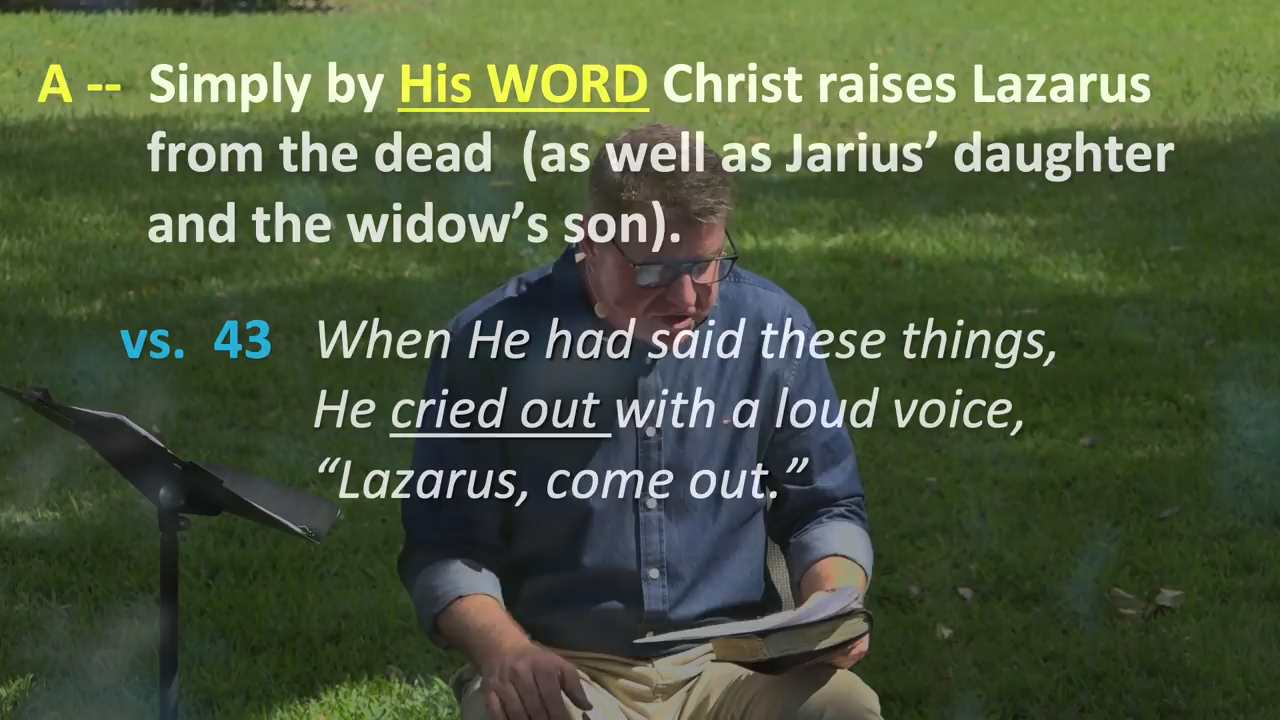 A -- Simply by His WORD Christ raises Lazarus
from the dead (as well as Jarius’ daughter
and the widow’s son).
vs. 43 When He had said these things,
He cried out with a loud voice,
“Lazarus, come out.”